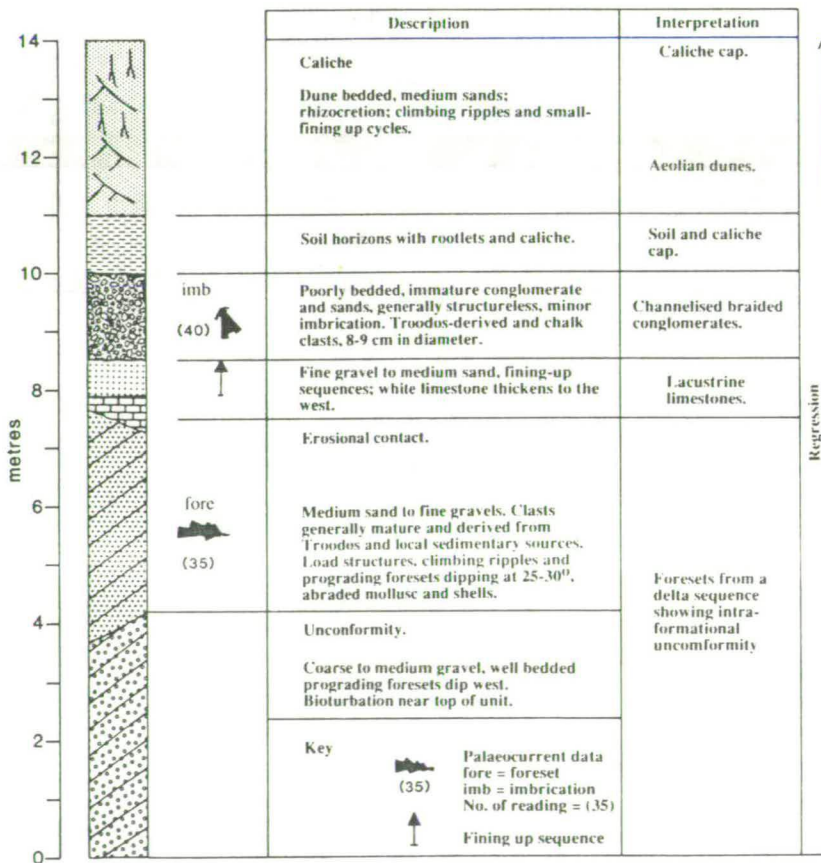 Description
Interpretation
14
12
10
8
6
4
2
0
metres
Caliche
Dune bedded, medium sands;
rhizocretion; climbing ripples and small-
fining up cycles.
Caliche cap.
Aeolian dunes.
Soil horizons with rootlets and caliche.
Soil and caliche
cap.
imb
(40)
Poorly bedded, immature conglomerate
and sands, generally structureless, minor
imbrication. Troodos-derived and chalk
clasts, 8-9 cm in diameter.
Channelised braided
conglomerates.
Fine gravel to medium sand, fining-up
sequences; white limestone thickens to the
west.
Lacustrine
limestones.
Erosional contact.
fore
(35)
Medium sand to fine gravels. Clasts
generally mature and derived from
Troodos and local sedimentary sources.
Load structures, climbing ripples and
prograding foresets dipping at 25-30°,
abraded mollusc and shells.
Foresets from a
delta sequence
showing intra-
formational
uncomformity
Unconformity.
Coarse to medium gravel, well bedded
prograding foresets dip west.
Bioturbation near top of unit.
Key
(35)
Palaeocurrent data
fore = foreset
imb = imbrication
No. of reading = (35)
Fining up sequence
Regression